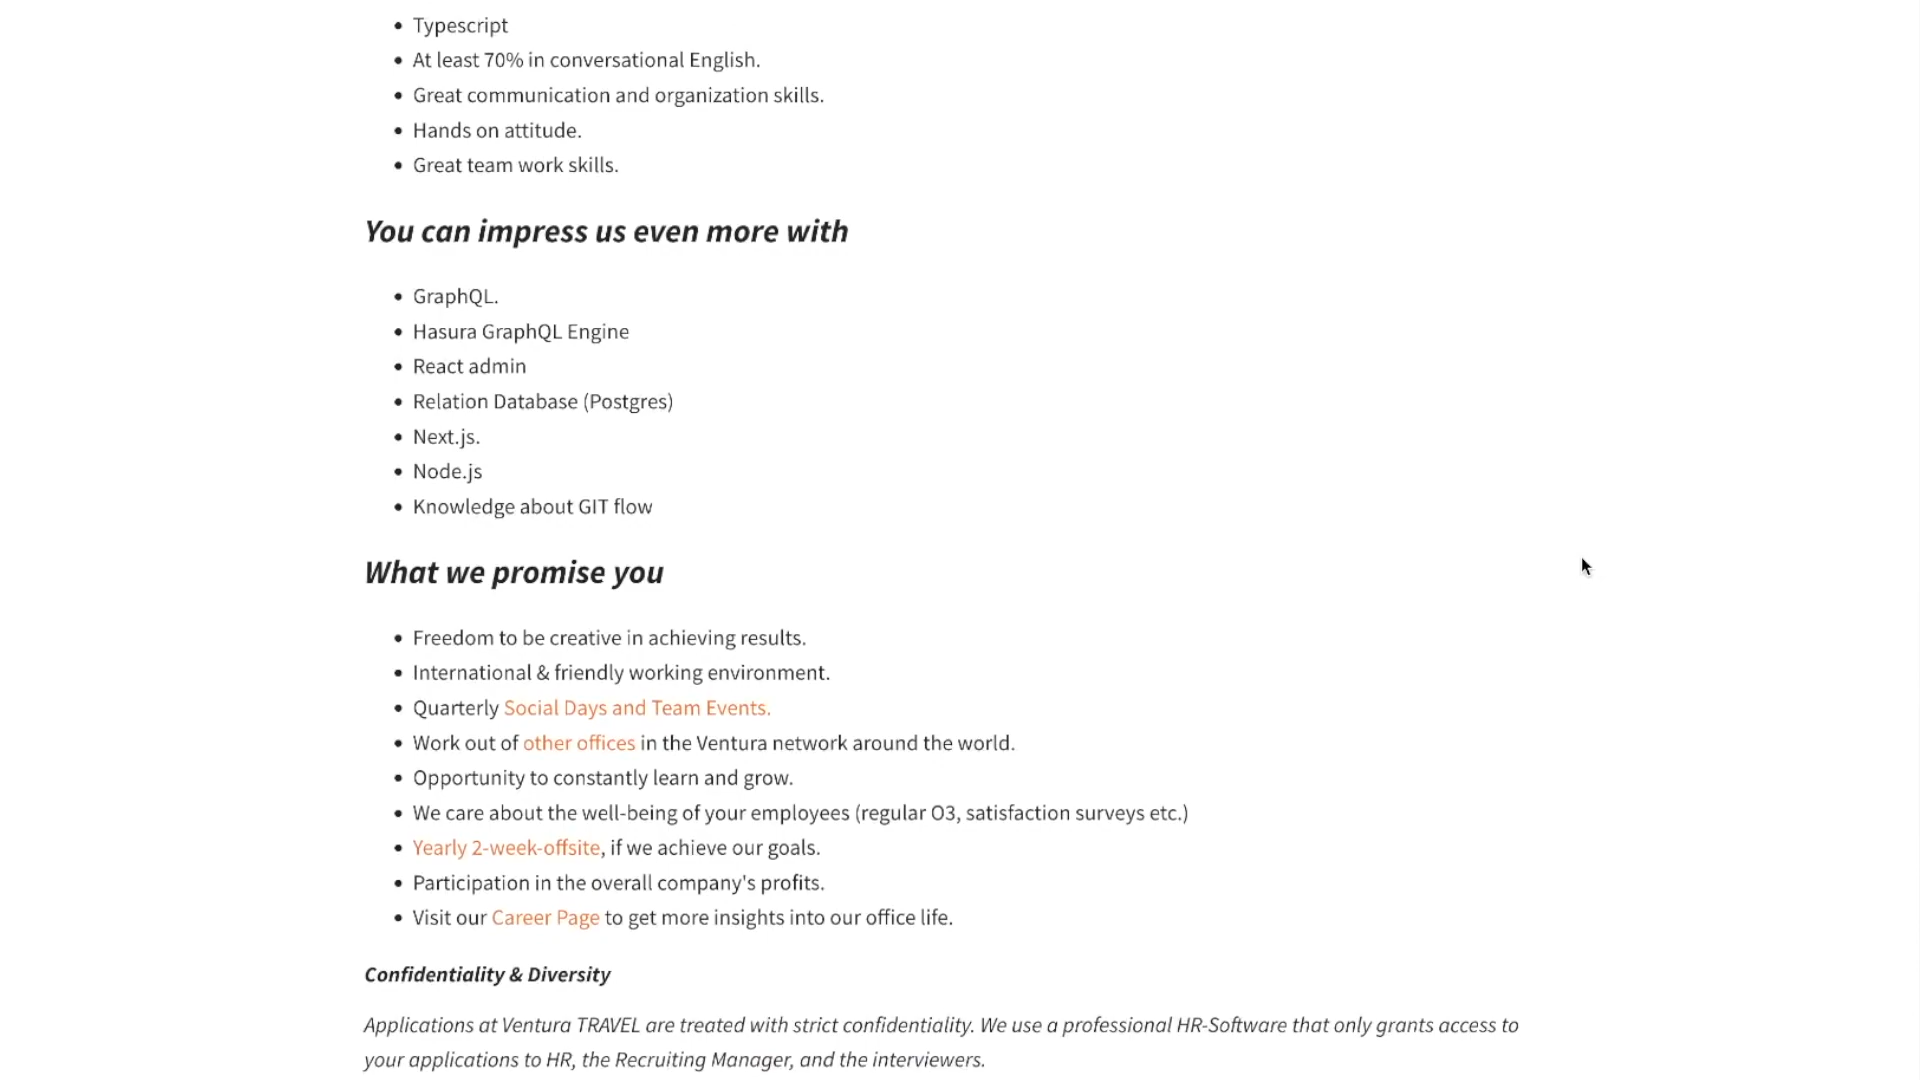 Typescript
At least 70% in conversational English.
Great communication and organization skills.
Hands on attitude.
Great team work skills.
You can impress us even more with
GraphQL.
Hasura GraphQL Engine
React admin
Relation Database (Postgres)
Next.js.
Node.js
Knowledge about GIT flow
What we promise you
Freedom to be creative in achieving results.
International & friendly working environment.
Quarterly Social Days and Team Events.
Work out of other offices in the Ventura network around the world.
Opportunity to constantly learn and grow.
We care about the well-being of your employees (regular O3, satisfaction surveys etc.)
Yearly 2-week-offsite, if we achieve our goals.
Participation in the overall company's profits.
Visit our Career Page to get more insights into our office life.
Confidentiality & Diversity
Applications at Ventura TRAVEL are treated with strict confidentiality. We use a professional HR-Software that only grants access to
your applications to HR, the Recruiting Manager, and the interviewers.